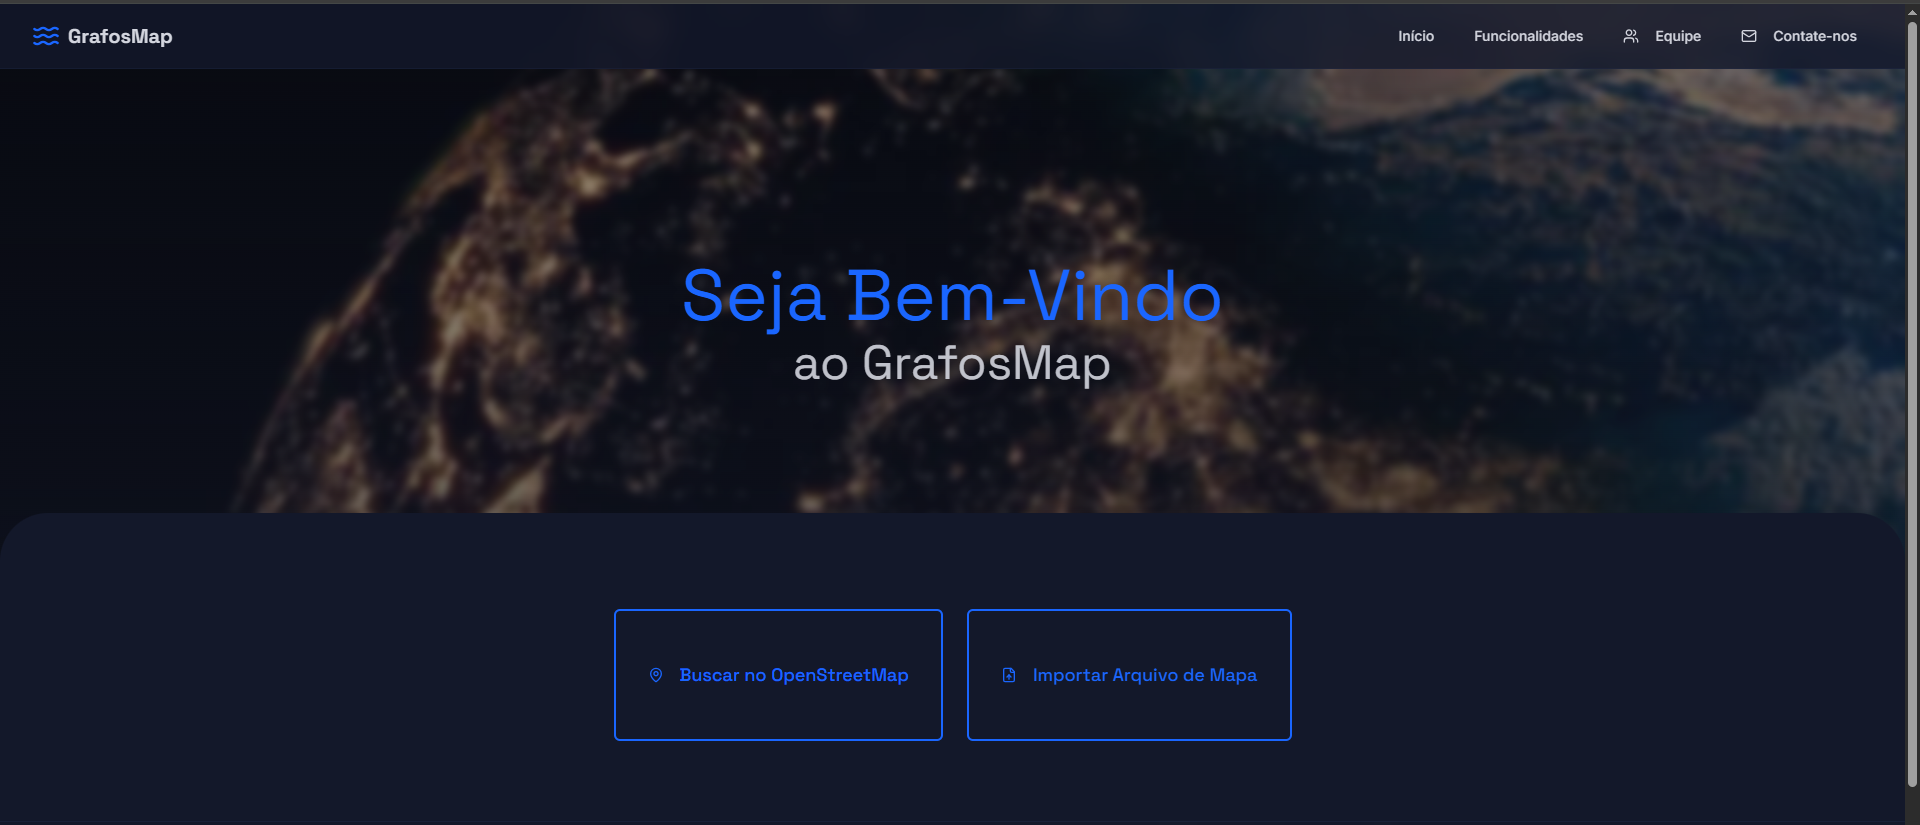 GrafosMap
Início
Funcionalidades
Equipe
Contate-nos
Seja Bem-Vindo
ao GrafosMap
Buscar no OpenStreetMap
Importar Arquivo de Mapa